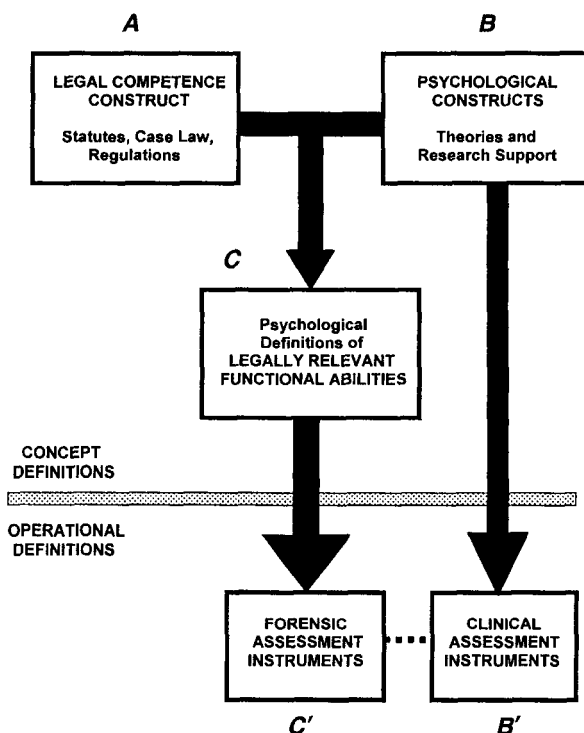 A
B
LEGAL COMPETENCE
CONSTRUCT
Statutes, Case Law,
Regulations
PSYCHOLOGICAL
CONSTRUCTS
Theories and
Research Support
C
Psychological
Definitions of
LEGALLY RELEVANT
FUNCTIONAL ABILITIES
CONCEPT
DEFINITIONS
OPERATIONAL
DEFINITIONS
FORENSIC
ASSESSMENT
INSTRUMENTS
CLINICAL
ASSESSMENT
INSTRUMENTS
C'
B'